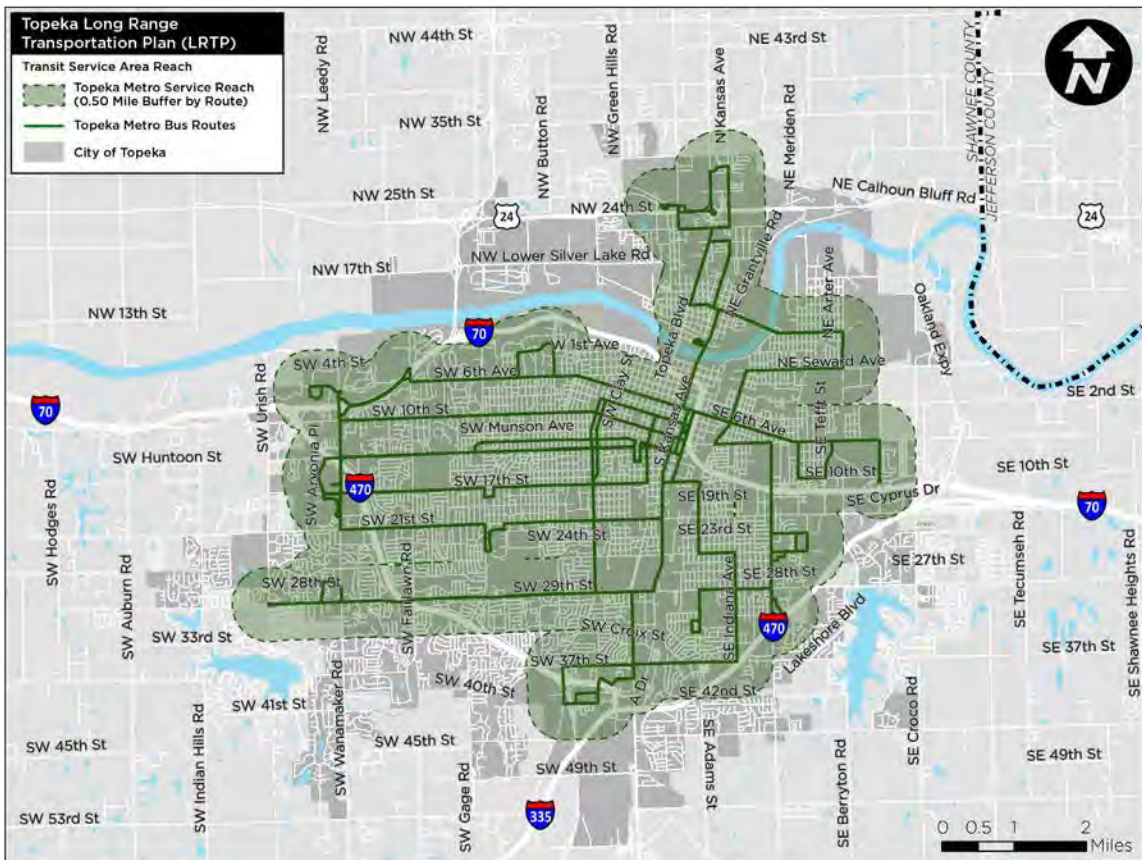 Topeka Long Range
Transportation Plan (LRTP)
Transit Service Area Reach
Topeka Metro Service Reach
(0.50 Mile Buffer by Route)
Topeka Metro Bus Routes
City of Topeka
N
NW 44th St
NE 43rd St
NW Leedy Rd
NW Green Hills Rd
N Kansas Ave
NW Button Rd
NE Meriden Rd
SHAWNEE COUNTY
JEFFERSON COUNTY
NW 35th St
NW 25th St
24
NW 24th St
NE Calhoun Bluff Rd
24
NW Lower Silver Lake Rd
NE Grantville Rd
NW 17th St
NE Arter Ave
Oakland Expy
NW 13th St
70
W 1st Ave
Topeka Blvd
SW 4th St
SW 6th Ave
SW Clay St
NE Seward Ave
SE 2nd St
SW Urish Rd
70
SW 10th St
SW Munson Ave
S Kansas Ave
SE 6th Ave
SE Tefft St
SW Huntoon St
SW Arvonia Pl
470
SW 17th St
SE 10th St
SE 10th St
SE 19th St
SE Cyprus Dr
70
SW Hodges Rd
SW 21st St
SW 24th St
SE 23rd St
SW Auburn Rd
SW Fairlawn Rd
SW 28th St
SW 29th St
SE 28th St
SE 27th St
SE Indiana Ave
470
Lakeshore Blvd
SE Tecumseh Rd
SE Shawnee Heights Rd
SW 33rd St
SW Croix St
SW 37th St
SE 37th St
SW 40th St
A Dr
SE 42nd St
SW 41st St
SW Indian Hills Rd
SW Wanamaker Rd
SW 45th St
SW 45th St
SE Adams St
SE Croco Rd
SE Berryton Rd
SW 49th St
SE 49th St
SW Gage Rd
335
SW 53rd St
0 0.5 1 2
Miles